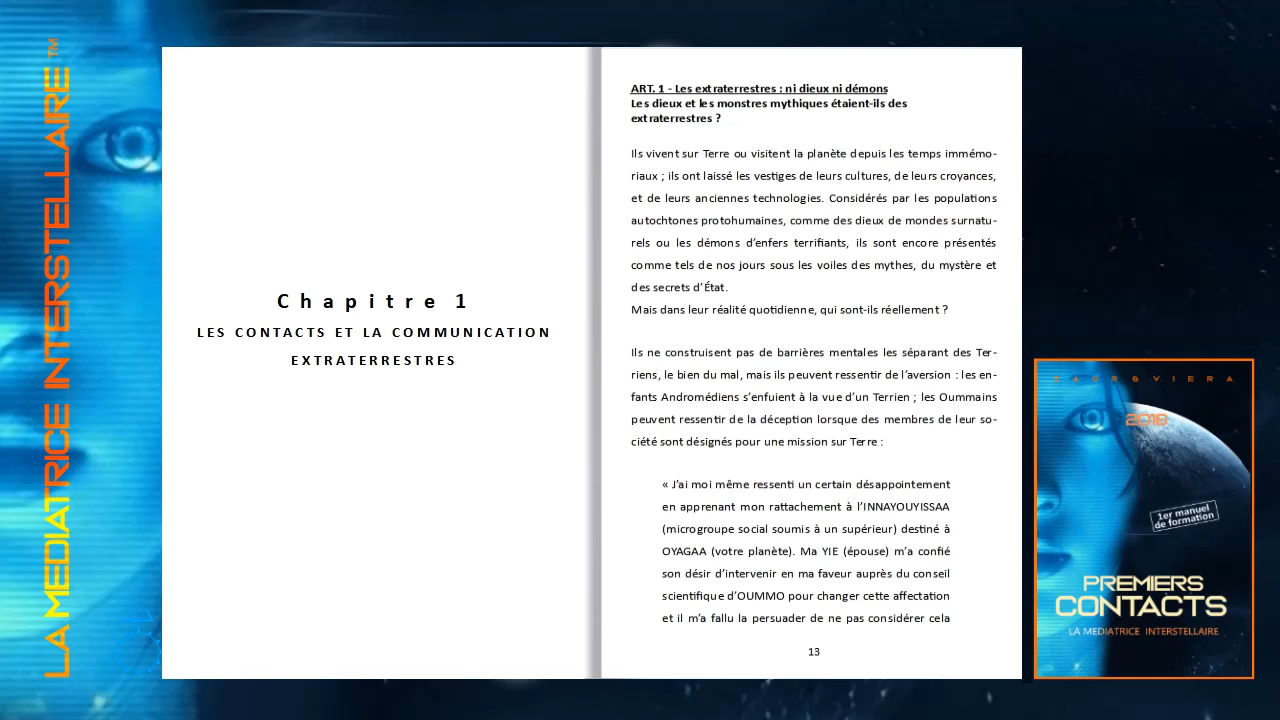 LA MEDIATRICE INTERSTELLAIRE™
Chapitre 1
LES CONTACTS ET LA COMMUNICATION
EXTRATERRESTRES
ART. 1 - Les extraterrestres : ni dieux ni démons
Les dieux et les monstres mythiques étaient-ils des
extraterrestres ?
Ils vivent sur Terre ou visitent la planète depuis les temps immémo-
riaux ; ils ont laissé les vestiges de leurs cultures, de leurs croyances,
et de leurs anciennes technologies. Considérés par les populations
autochtones protohumaines, comme des dieux de mondes surnatu-
rels ou les démons d’enfers terrifiants, ils sont encore présentés
comme tels de nos jours sous les voiles des mythes, du mystère et
des secrets d’État.
Mais dans leur réalité quotidienne, qui sont-ils réellement ?
Ils ne construisent pas de barrières mentales les séparant des Ter-
riens, le bien du mal, mais ils peuvent ressentir de l’aversion : les en-
fants Andromédiens s’enfuient à la vue d’un Terrien ; les Oummains
peuvent ressentir de la déception lorsque des membres de leur so-
ciété sont désignés pour une mission sur Terre :
« J’ai moi même ressenti un certain désappointement
en apprenant mon rattachement à l’INNAYOUYISSAA
(microgroupe social soumis à un supérieur) destiné à
OYAGAA (votre planète). Ma YIE (épouse) m’a confié
son désir d’intervenir en ma faveur auprès du conseil
scientifique d’OUMMO pour changer cette affectation
et il m’a fallu la persuader de ne pas considérer cela
13
&VIERA
2018
1er manuel
de formation
PREMIERS
CONTACTS
LA MEDIATRICE INTERSTELLAIRE